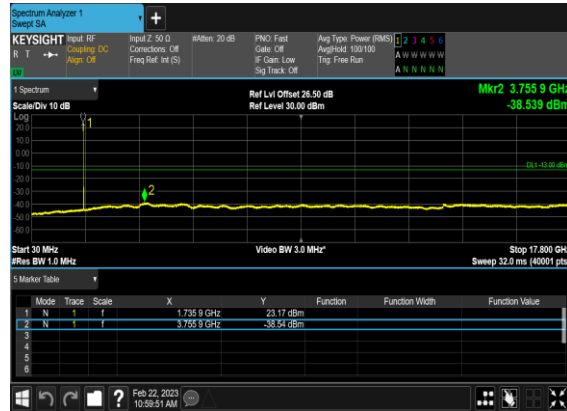 Spectrum Analyzer 1
Swept SA
+
KEYSIGHT
R T
Input: RF
Coupling: DC
Align: Off
Input Z: 50 Ω
Corrections: Off
Freq Ref: Int (S)
#Atten: 20 dB
PNO: Fast
Gate: Off
IF Gain: Low
Sig Track: Off
Avg Type: Power (RMS)
Avg|Hold: 100/100
Trig: Free Run
1 2 3 4 5 6
A W W W W W
A N N N N N
1 Spectrum
Scale/Div 10 dB
Ref Lvl Offset 26.50 dB
Ref Level 30.00 dBm
Mkr2 3.755 9 GHz
-38.539 dBm
Log
20.0
10.0
0.00
-10.0
-20.0
-30.0
-40.0
-50.0
-60.0
1
2
DL1 -13.00 dBm
Start 30 MHz
#Res BW 1.0 MHz
Video BW 3.0 MHz*
Stop 17.800 GHz
Sweep 32.0 ms (40001 pts)
5 Marker Table
Mode Trace Scale X Y Function Function Width Function Value
1 N 1 f 1.735 9 GHz 23.17 dBm
2 N 1 f 3.755 9 GHz -38.54 dBm
3
4
5
6
?
Feb 22, 2023
10:59:51 AM